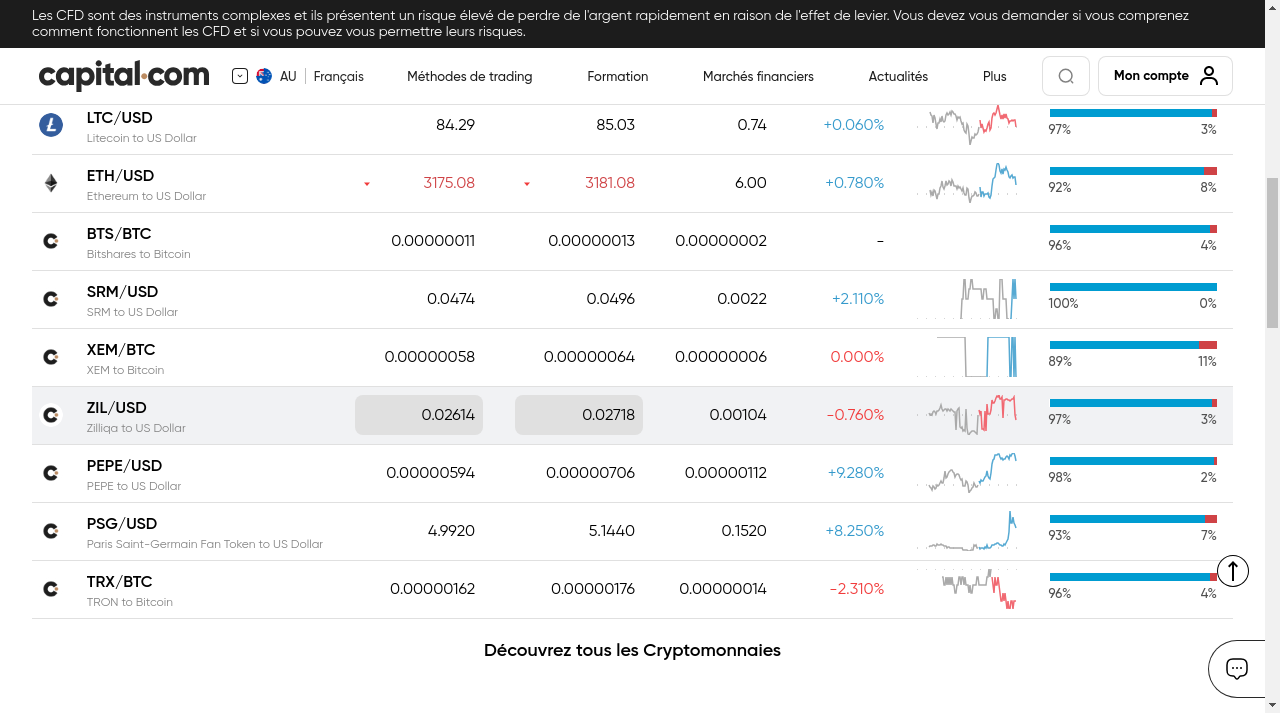 Les CFD sont des instruments complexes et ils présentent un risque élevé de perdre de l'argent rapidement en raison de l'effet de levier. Vous devez vous demander si vous comprenez
comment fonctionnent les CFD et si vous pouvez vous permettre leurs risques.
capital.com AU Français Méthodes de trading Formation Marchés financiers Actualités Plus Mon compte
LTC/USD 84.29 85.03 0.74 +0.060% 97% 3%
Litecoin to US Dollar
ETH/USD 3175.08 3181.08 6.00 +0.780% 92% 8%
Ethereum to US Dollar
BTS/BTC 0.00000011 0.00000013 0.00000002 - 96% 4%
Bitshares to Bitcoin
SRM/USD 0.0474 0.0496 0.0022 +2.110% 100% 0%
SRM to US Dollar
XEM/BTC 0.00000058 0.00000064 0.00000006 0.000% 89% 11%
XEM to Bitcoin
ZIL/USD 0.02614 0.02718 0.00104 -0.760% 97% 3%
Zilliqa to US Dollar
PEPE/USD 0.00000594 0.00000706 0.00000112 +9.280% 98% 2%
PEPE to US Dollar
PSG/USD 4.9920 5.1440 0.1520 +8.250% 93% 7%
Paris Saint-Germain Fan Token to US Dollar
TRX/BTC 0.00000162 0.00000176 0.00000014 -2.310% 96% 4%
TRON to Bitcoin
Découvrez tous les Cryptomonnaies